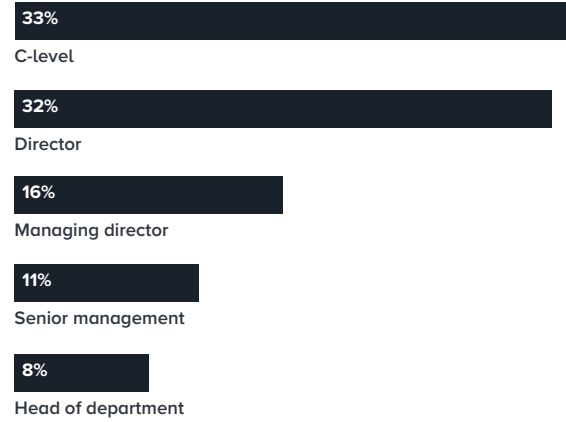 33%
C-level
32%
Director
16%
Managing director
11%
Senior management
8%
Head of department